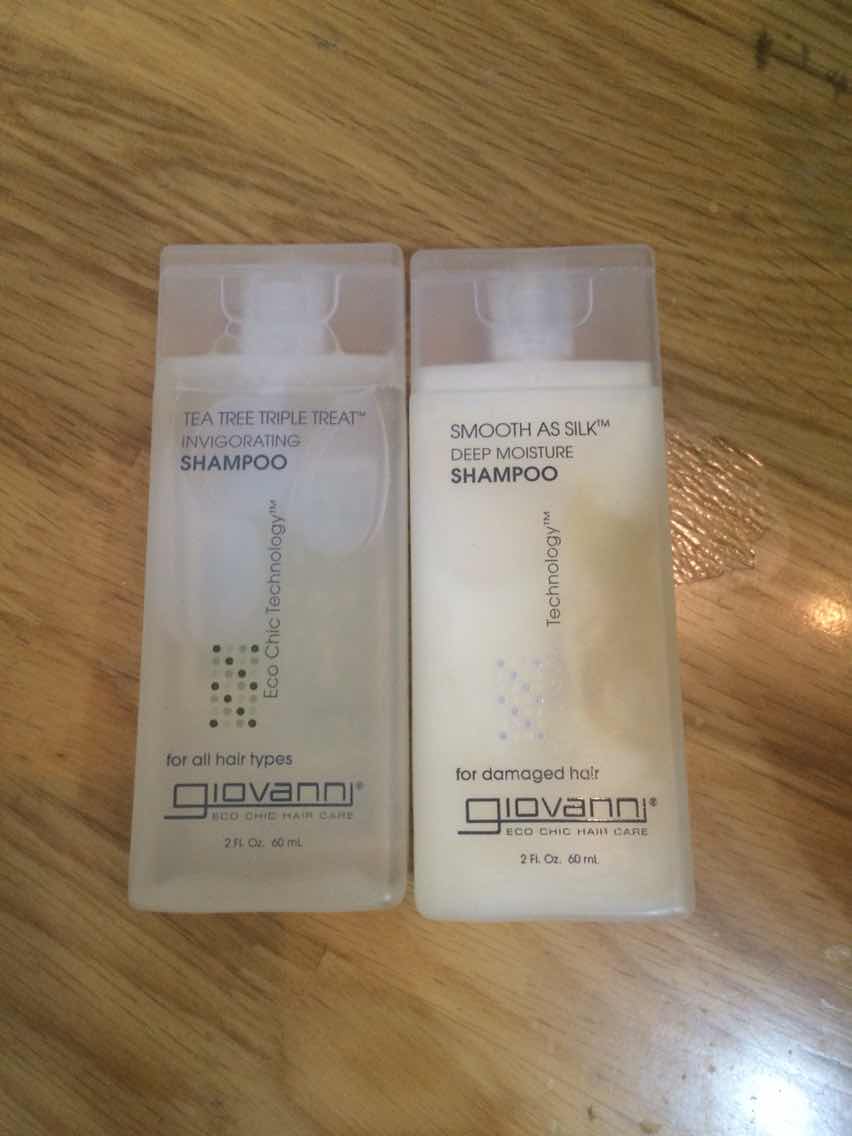 TEA TREE TRIPLE TREAT™
INVIGORATING
SHAMPOO
Eco Chic Technology™
for all hair types
giovanni®
ECO CHIC HAIR CARE
2 Fl. Oz. 60 mL
SMOOTH AS SILK™
DEEP MOISTURE
SHAMPOO
Technology™
for damaged hair
giovanni®
ECO CHIC HAIR CARE
2 Fl. Oz. 60 mL